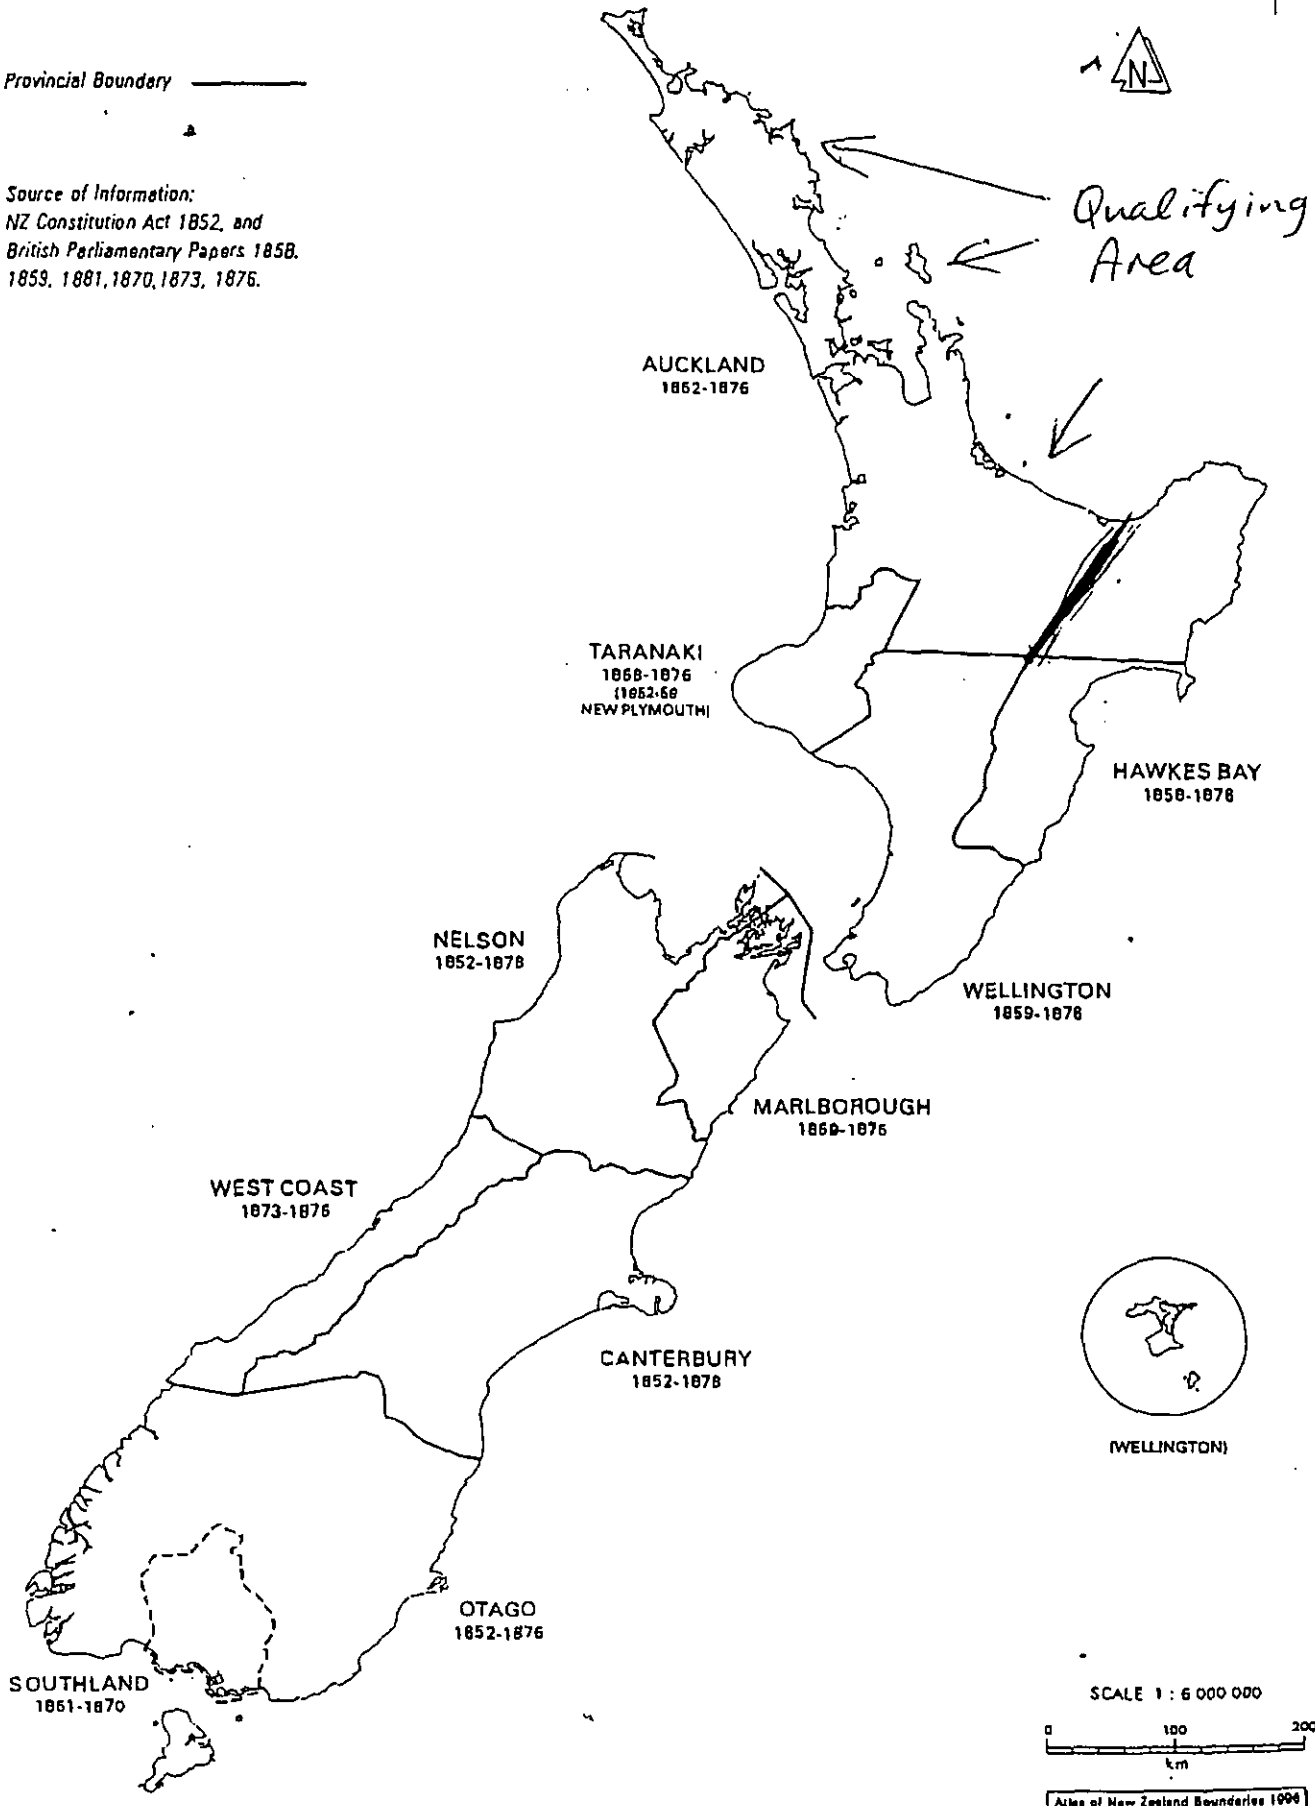 Provincial Boundary
N
Source of Information:
NZ Constitution Act 1852, and
British Parliamentary Papers 1858,
1859, 1881, 1870, 1873, 1876.
Qualifying
Area
AUCKLAND
1852-1876
TARANAKI
1858-1876
(1852-58
NEW PLYMOUTH)
HAWKES BAY
1858-1876
NELSON
1852-1876
WELLINGTON
1859-1876
MARLBOROUGH
1859-1876
WEST COAST
1873-1876
CANTERBURY
1852-1876
(WELLINGTON)
OTAGO
1852-1876
SOUTHLAND
1861-1870
SCALE 1 : 6 000 000
0 100 200
km
Atlas of New Zealand Boundaries 1996